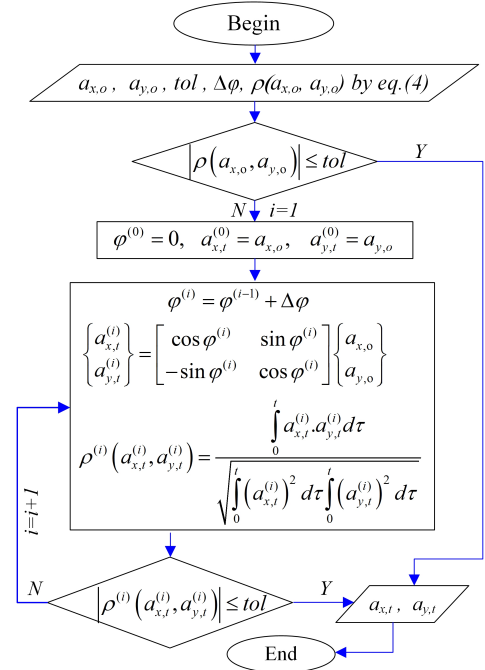 Begin
a_{x,o} , a_{y,o} , tol , Δφ, ρ(a_{x,o}, a_{y,o}) by eq.(4)
|ρ(a_{x,o}, a_{y,o})| ≤ tol
Y
N
i=1
φ^{(0)} = 0, a_{x,t}^{(0)} = a_{x,o}, a_{y,t}^{(0)} = a_{y,o}
φ^{(i)} = φ^{(i-1)} + Δφ
{a_{x,t}^{(i)} a_{y,t}^{(i)}} = [cos φ^{(i)} sin φ^{(i)} −sin φ^{(i)} cos φ^{(i)}] {a_{x,o} a_{y,o}}
ρ^{(i)}(a_{x,t}^{(i)}, a_{y,t}^{(i)}) = \frac{∫_0^t a_{x,t}^{(i)}.a_{y,t}^{(i)} dτ}{\sqrt{∫_0^t (a_{x,t}^{(i)})^2 dτ ∫_0^t (a_{y,t}^{(i)})^2 dτ}}
i=i+1
N
|ρ^{(i)}(a_{x,t}^{(i)}, a_{y,t}^{(i)})| ≤ tol
Y
a_{x,t} , a_{y,t}
End